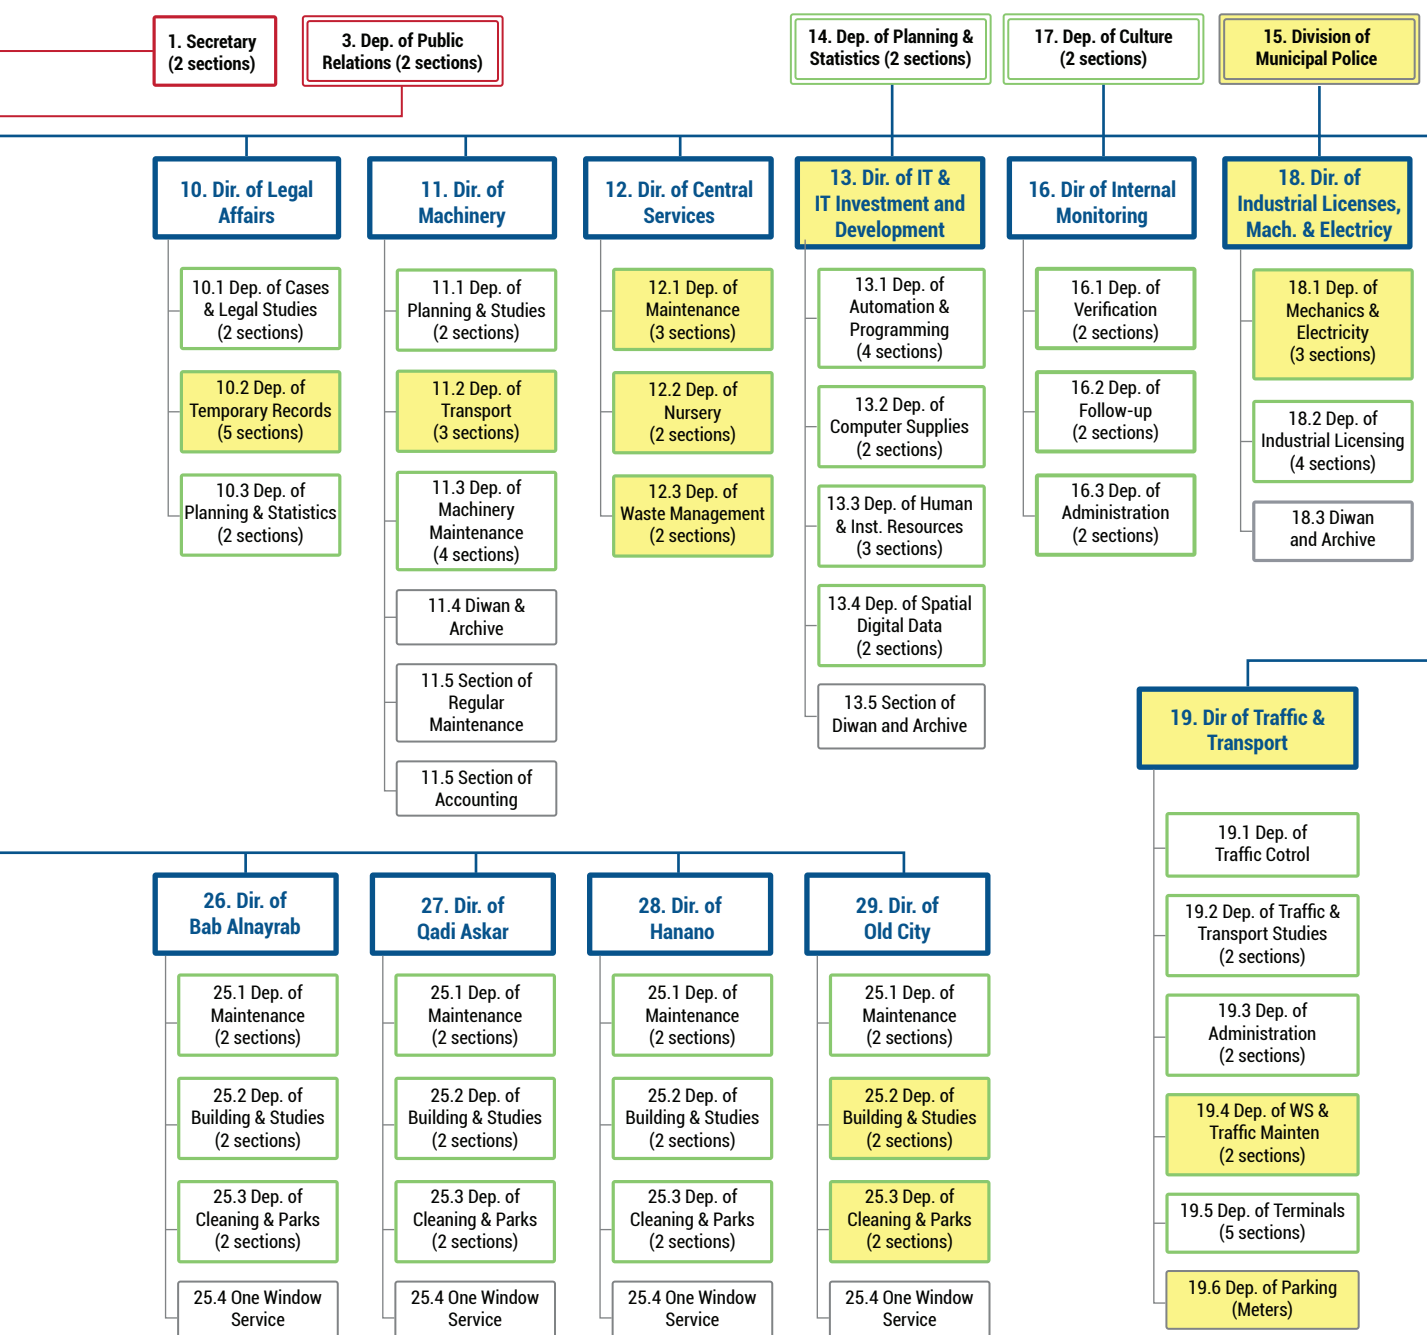 1. Secretary
(2 sections)
3. Dep. of Public
Relations (2 sections)
14. Dep. of Planning &
Statistics (2 sections)
17. Dep. of Culture
(2 sections)
15. Division of
Municipal Police
10. Dir. of Legal
Affairs
10.1 Dep. of Cases
& Legal Studies
(2 sections)
10.2 Dep. of
Temporary Records
(5 sections)
10.3 Dep. of
Planning & Statistics
(2 sections)
11. Dir. of
Machinery
11.1 Dep. of
Planning & Studies
(2 sections)
11.2 Dep. of
Transport
(3 sections)
11.3 Dep. of
Machinery
Maintenance
(4 sections)
11.4 Diwan &
Archive
11.5 Section of
Regular
Maintenance
11.5 Section of
Accounting
12. Dir. of Central
Services
12.1 Dep. of
Maintenance
(3 sections)
12.2 Dep. of
Nursery
(2 sections)
12.3 Dep. of
Waste Management
(2 sections)
13. Dir. of IT &
IT Investment and
Development
13.1 Dep. of
Automation &
Programming
(4 sections)
13.2 Dep. of
Computer Supplies
(2 sections)
13.3 Dep. of Human
& Inst. Resources
(3 sections)
13.4 Dep. of Spatial
Digital Data
(2 sections)
13.5 Section of
Diwan and Archive
16. Dir of Internal
Monitoring
16.1 Dep. of
Verification
(2 sections)
16.2 Dep. of
Follow-up
(2 sections)
16.3 Dep. of
Administration
(2 sections)
18. Dir. of
Industrial Licenses,
Mach. & Electricy
18.1 Dep. of
Mechanics &
Electricity
(3 sections)
18.2 Dep. of
Industrial Licensing
(4 sections)
18.3 Diwan
and Archive
19. Dir of Traffic &
Transport
19.1 Dep. of
Traffic Cotrol
19.2 Dep. of Traffic &
Transport Studies
(2 sections)
19.3 Dep. of
Administration
(2 sections)
19.4 Dep. of WS &
Traffic Mainten
(2 sections)
19.5 Dep. of Terminals
(5 sections)
19.6 Dep. of Parking
(Meters)
26. Dir. of
Bab Alnayrab
25.1 Dep. of
Maintenance
(2 sections)
25.2 Dep. of
Building & Studies
(2 sections)
25.3 Dep. of
Cleaning & Parks
(2 sections)
25.4 One Window
Service
27. Dir. of
Qadi Askar
25.1 Dep. of
Maintenance
(2 sections)
25.2 Dep. of
Building & Studies
(2 sections)
25.3 Dep. of
Cleaning & Parks
(2 sections)
25.4 One Window
Service
28. Dir. of
Hanano
25.1 Dep. of
Maintenance
(2 sections)
25.2 Dep. of
Building & Studies
(2 sections)
25.3 Dep. of
Cleaning & Parks
(2 sections)
25.4 One Window
Service
29. Dir. of
Old City
25.1 Dep. of
Maintenance
(2 sections)
25.2 Dep. of
Building & Studies
(2 sections)
25.3 Dep. of
Cleaning & Parks
(2 sections)
25.4 One Window
Service